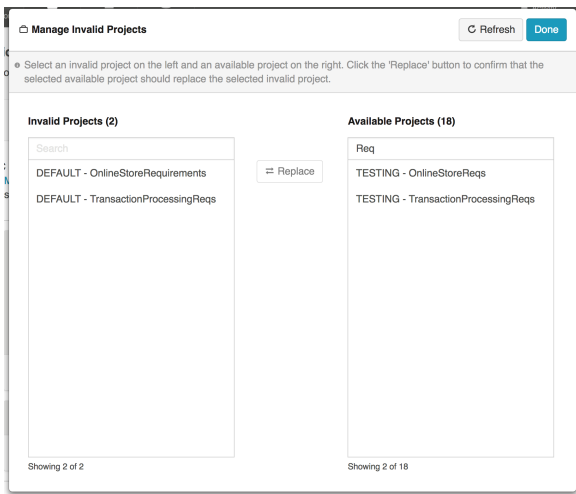 Manage Invalid Projects
Refresh
Done
Select an invalid project on the left and an available project on the right. Click the 'Replace' button to confirm that the
selected available project should replace the selected invalid project.
Invalid Projects (2)
Available Projects (18)
Search
Req
DEFAULT - OnlineStoreRequirements
Replace
TESTING - OnlineStoreReqs
DEFAULT - TransactionProcessingReqs
TESTING - TransactionProcessingReqs
Showing 2 of 2
Showing 2 of 18